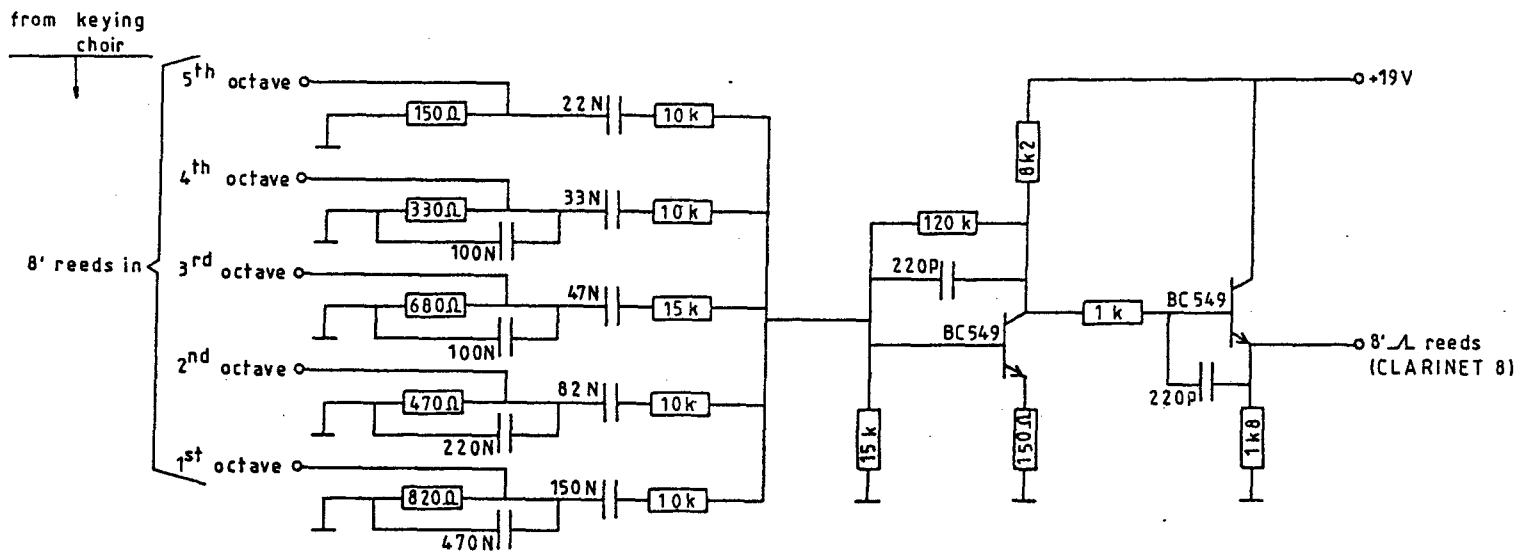 from keying
choir
5th octave
150Ω
22N
10k
+19V
4th octave
330Ω
100N
33N
10k
8k2
120k
220p
8' reeds in
3rd octave
680Ω
100N
47N
15k
BC549
1k
BC549
8' reeds
(CLARINET 8)
220p
2nd octave
470Ω
220N
82N
10k
15k
150Ω
1k8
1st octave
820Ω
470N
150N
10k